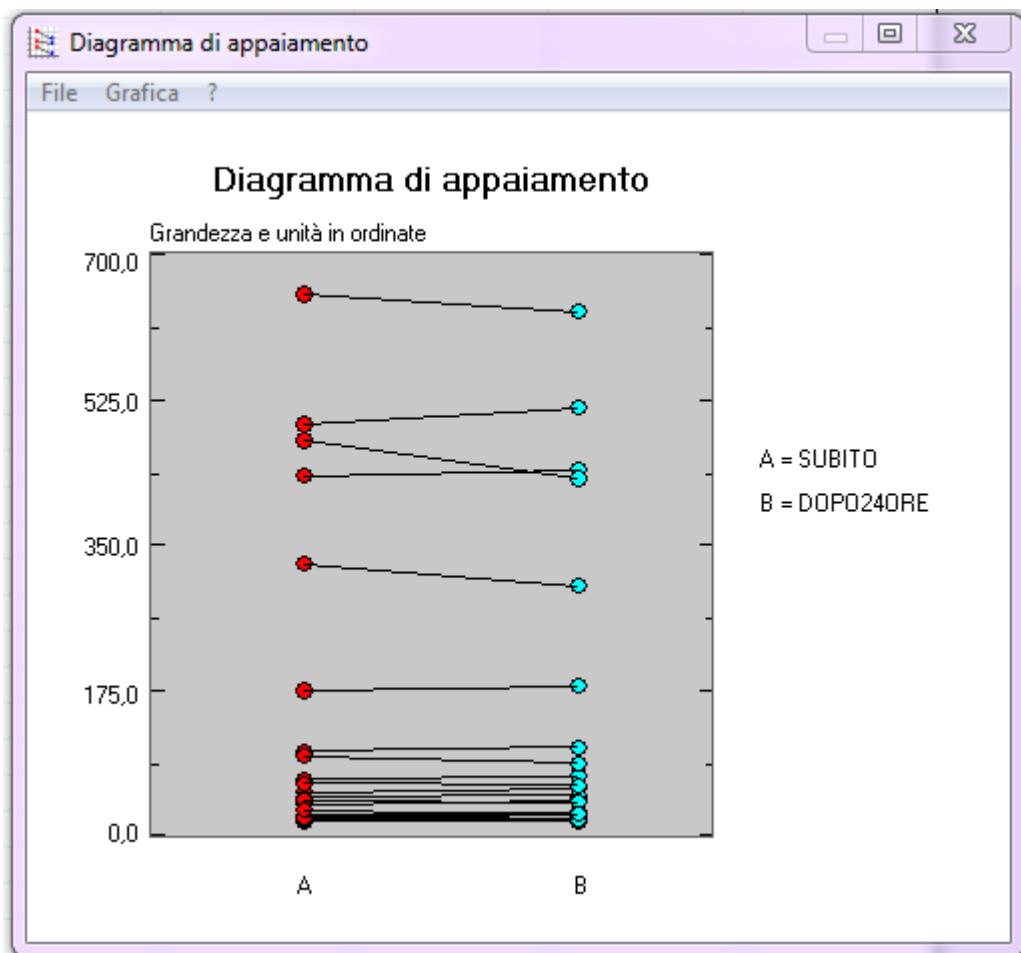 Diagramma di appaiamento
File Grafica ?
Diagramma di appaiamento
Grandezza e unità in ordinate
700,0
525,0
350,0
175,0
0,0
A B
A = SUBITO
B = DOPO24ORE